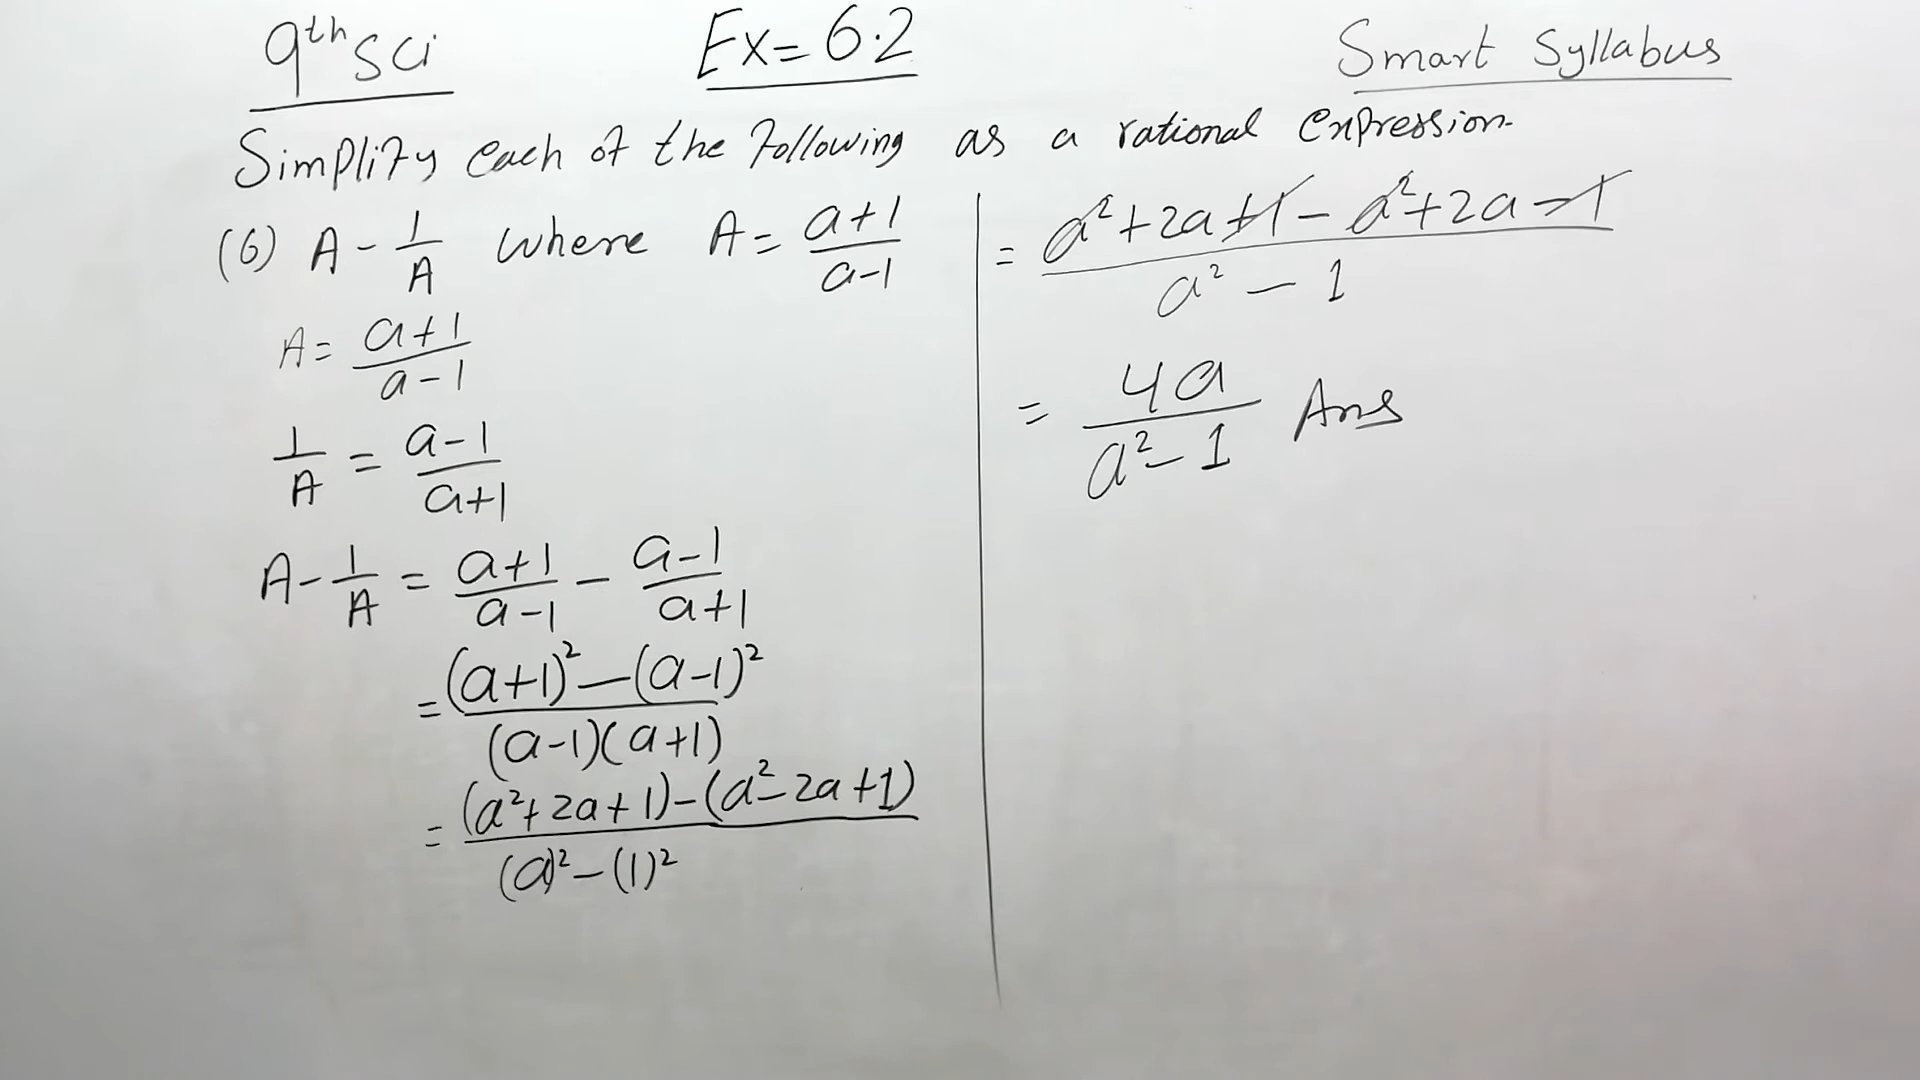 9th Sci Ex= 6.2 Smart Syllabus
Simplify each of the following as a rational expression.
(6) A - 1/A where A = (a+1)/(a-1)
A = (a+1)/(a-1)
1/A = (a-1)/(a+1)
A - 1/A = (a+1)/(a-1) - (a-1)/(a+1)
= ((a+1)² - (a-1)²)/((a-1)(a+1))
= ((a²+2a+1) - (a²-2a+1))/((a)² - (1)²)
= (a²+2a+1 - a²+2a-1)/(a² - 1)
= 4a/(a²-1) Ans